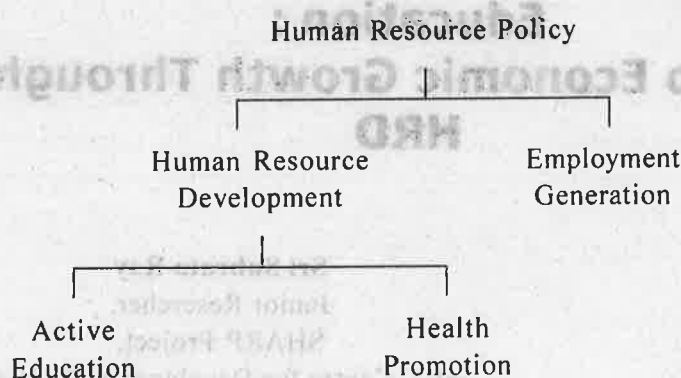 Human Resource Policy
Human Resource
Development
Employment
Generation
Active
Education
Health
Promotion